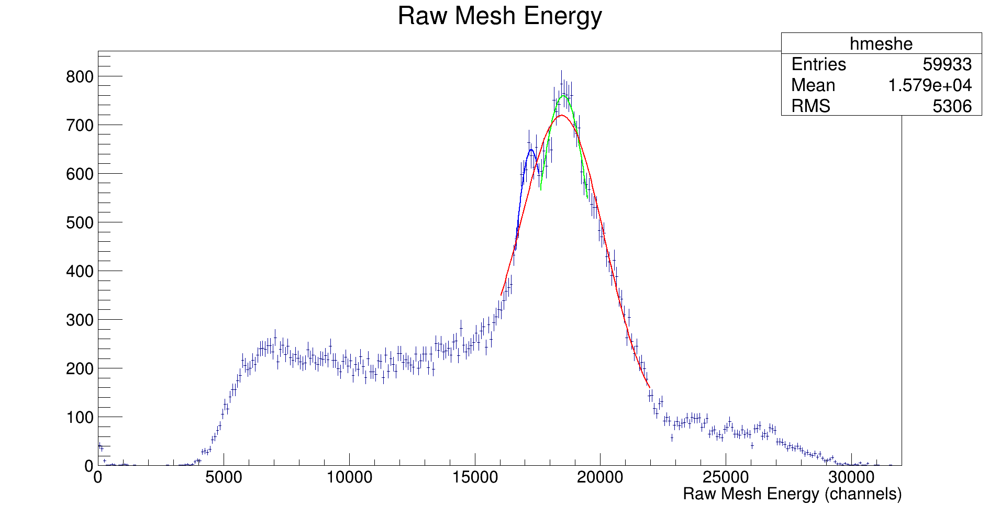 Raw Mesh Energy
hmeshe
Entries 59933
Mean 1.579e+04
RMS 5306
800
700
600
500
400
300
200
100
0
0 5000 10000 15000 20000 25000 30000
Raw Mesh Energy (channels)